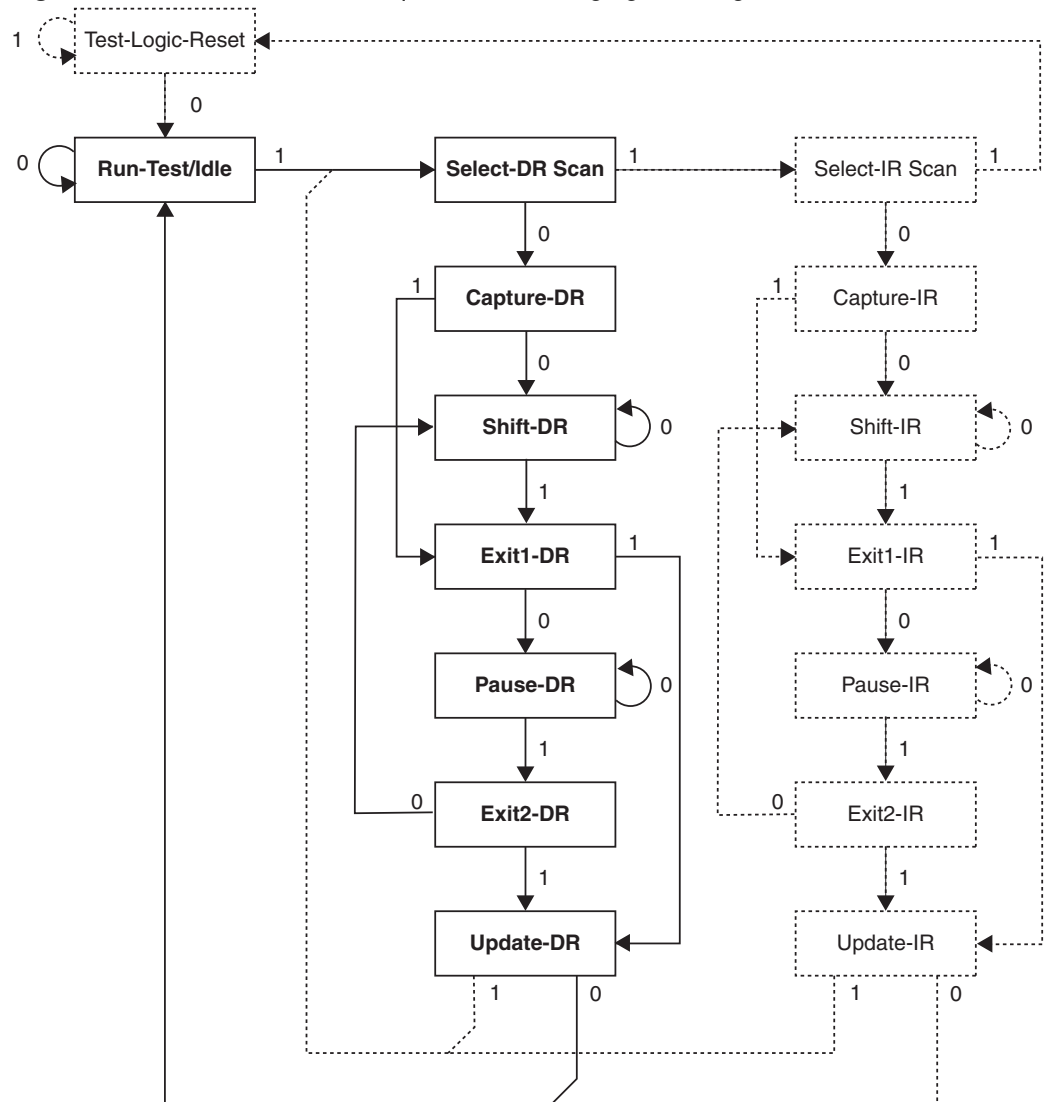 1
Test-Logic-Reset
0
0
Run-Test/Idle
1
Select-DR Scan
1
Select-IR Scan
1
0
0
1
Capture-DR
1
Capture-IR
0
0
Shift-DR
0
Shift-IR
0
1
1
Exit1-DR
1
Exit1-IR
1
0
0
Pause-DR
0
Pause-IR
0
1
1
0
Exit2-DR
0
Exit2-IR
1
1
Update-DR
Update-IR
1
0
1
0